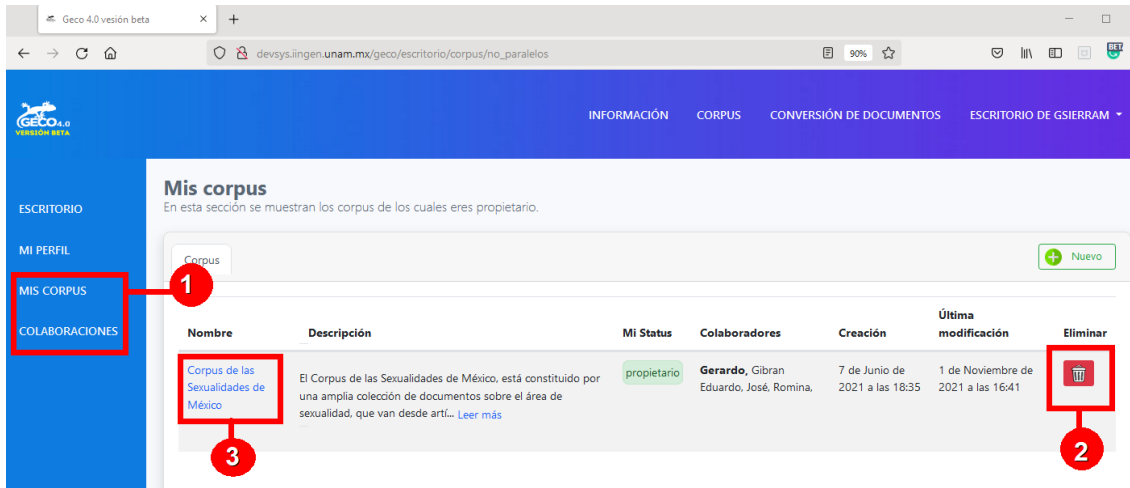 Geco 4.0 vesión beta
devsys.iingen.unam.mx/geco/escritorio/corpus/no_paralelos
90%
BETA
GECO4.0
VERSIÓN BETA
INFORMACIÓN
CORPUS
CONVERSIÓN DE DOCUMENTOS
ESCRITORIO DE GSIERRAM
ESCRITORIO
MI PERFIL
MIS CORPUS
COLABORACIONES
1
Mis corpus
En esta sección se muestran los corpus de los cuales eres propietario.
Corpus
Nuevo
Nombre
Descripción
Mi Status
Colaboradores
Creación
Última
modificación
Eliminar
Corpus de las
Sexualidades de
México
El Corpus de las Sexualidades de México, está constituido por
una amplia colección de documentos sobre el área de
sexualidad, que van desde artí... Leer más
propietario
Gerardo, Gibran
Eduardo, José, Romina,
7 de Junio de
2021 a las 18:35
1 de Noviembre de
2021 a las 16:41
3
2